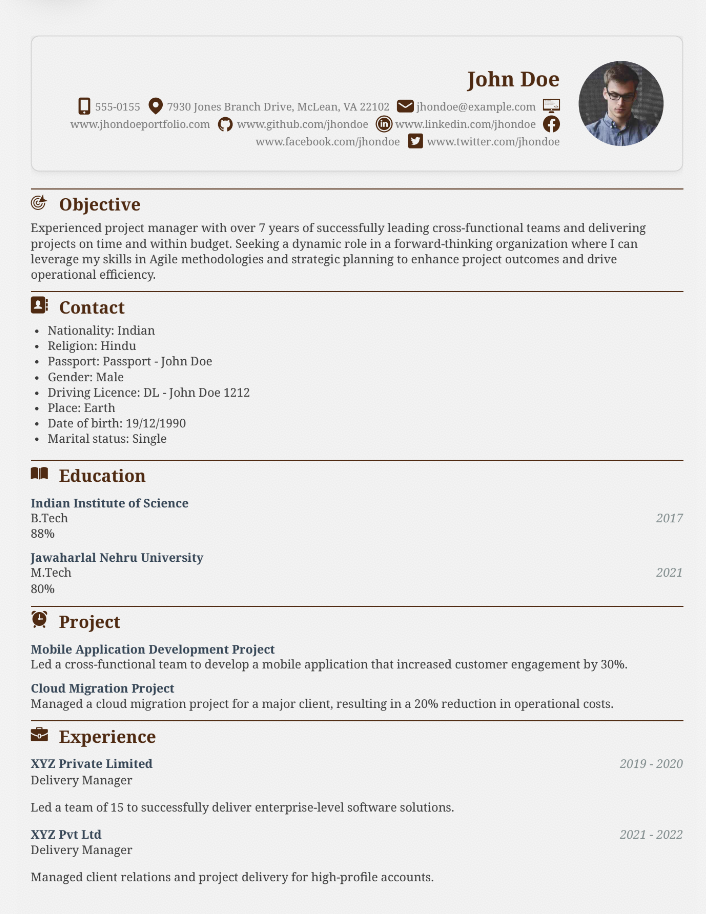 John Doe
555-0155 7930 Jones Branch Drive, McLean, VA 22102 jhondoe@example.com
www.jhondoeportfolio.com www.github.com/jhondoe www.linkedin.com/jhondoe
www.facebook.com/jhondoe www.twitter.com/jhondoe
Objective
Experienced project manager with over 7 years of successfully leading cross-functional teams and delivering
projects on time and within budget. Seeking a dynamic role in a forward-thinking organization where I can
leverage my skills in Agile methodologies and strategic planning to enhance project outcomes and drive
operational efficiency.
Contact
• Nationality: Indian
• Religion: Hindu
• Passport: Passport - John Doe
• Gender: Male
• Driving Licence: DL - John Doe 1212
• Place: Earth
• Date of birth: 19/12/1990
• Marital status: Single
Education
Indian Institute of Science
B.Tech 2017
88%
Jawaharlal Nehru University
M.Tech 2021
80%
Project
Mobile Application Development Project
Led a cross-functional team to develop a mobile application that increased customer engagement by 30%.
Cloud Migration Project
Managed a cloud migration project for a major client, resulting in a 20% reduction in operational costs.
Experience
XYZ Private Limited 2019 - 2020
Delivery Manager
Led a team of 15 to successfully deliver enterprise-level software solutions.
XYZ Pvt Ltd 2021 - 2022
Delivery Manager
Managed client relations and project delivery for high-profile accounts.